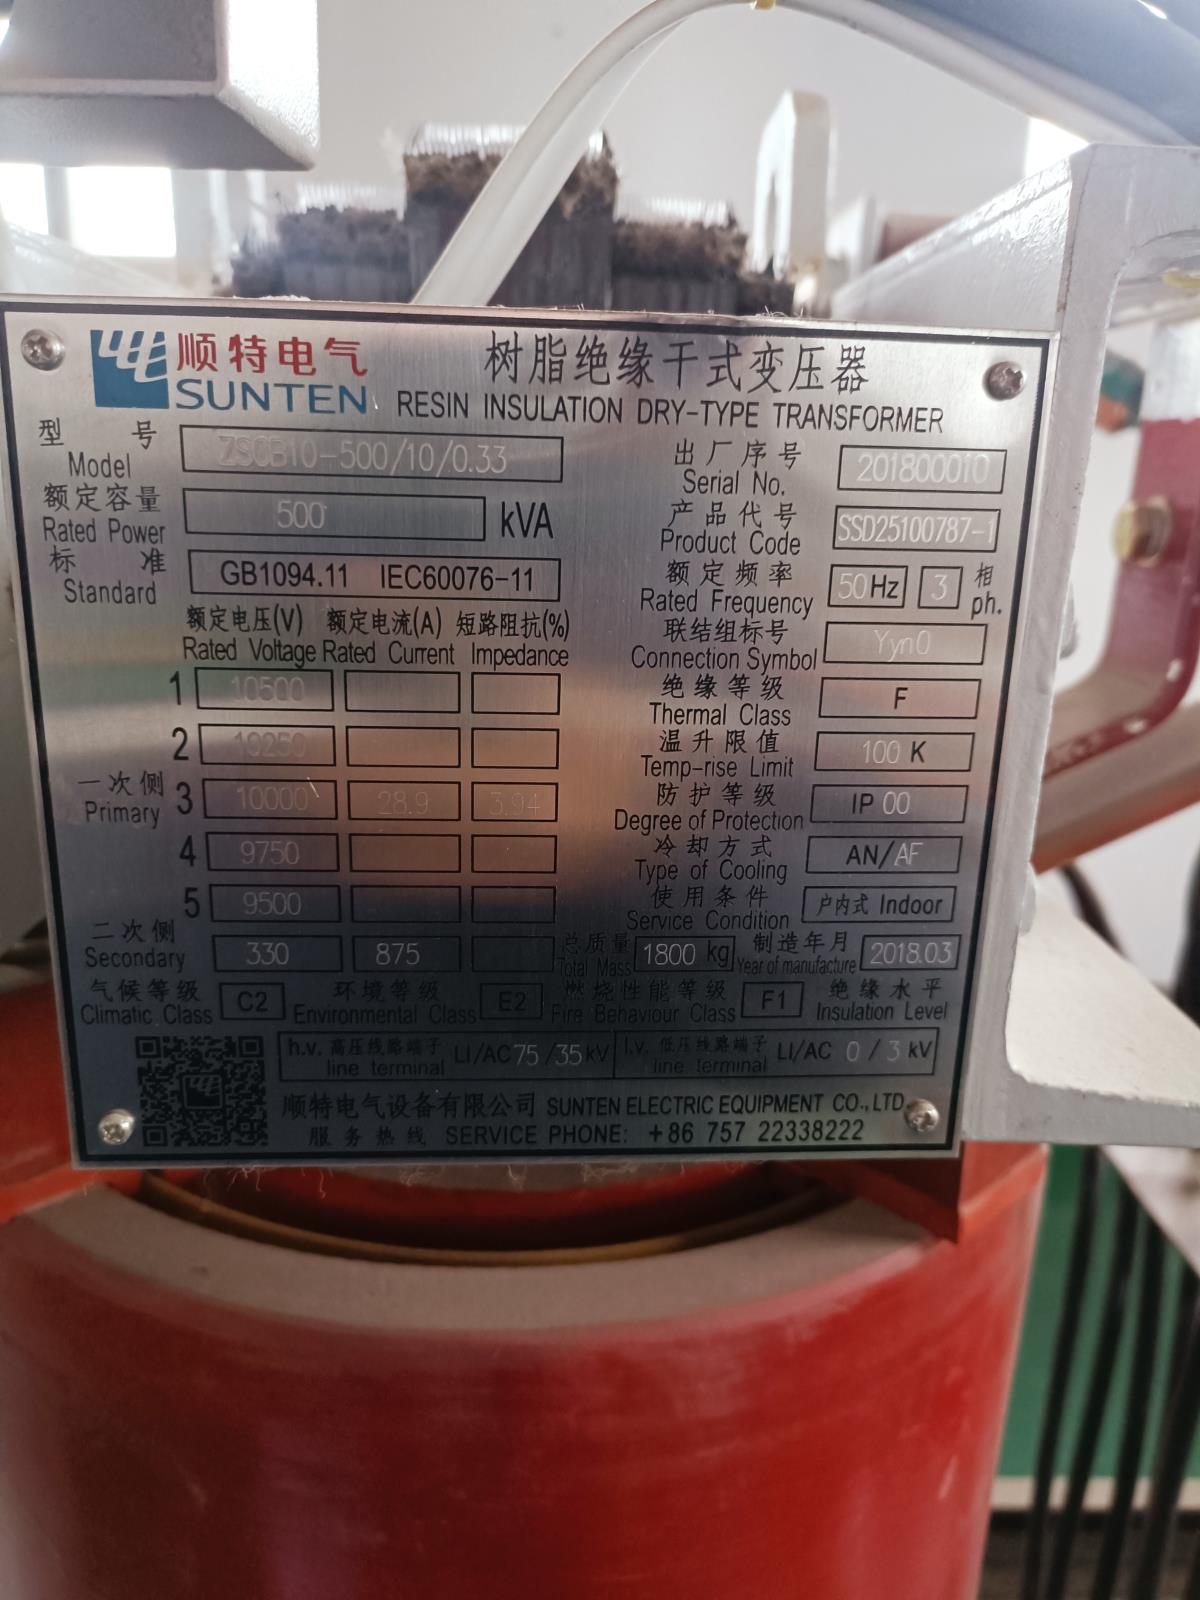 顺特电气
SUNTEN
树脂绝缘干式变压器
RESIN INSULATION DRY-TYPE TRANSFORMER
型 号 ZSCB10-500/10/0.33
Model
额定容量 500 kVA
Rated Power
标 准 GB1094.11 IEC60076-11
Standard
额定电压(V) 额定电流(A) 短路阻抗(%)
Rated Voltage Rated Current Impedance
1 10500
2 10250
一次侧 3 10000 28.9 3.94
Primary
4 9750
5 9500
二次侧 330 875
Secondary
出厂序号 201800010
Serial No.
产品代号 SSD25100787-1
Product Code
额定频率 50 Hz 3 相
Rated Frequency ph.
联结组标号 Yyn0
Connection Symbol
绝缘等级 F
Thermal Class
温升限值 100 K
Temp-rise Limit
防护等级 IP 00
Degree of Protection
冷却方式 AN/AF
Type of Cooling
使用条件 户内式 Indoor
Service Condition
总质量 1800 kg 制造年月 2018.03
Total Mass Year of manufacture
气候等级 C2 环境等级 E2 燃烧性能等级 F1 绝缘水平
Climatic Class Environmental Class Fire Behaviour Class Insulation Level
h.v. 高压线路端子 LI/AC 75/35 kV l.v. 低压线路端子 LI/AC 0/3 kV
line terminal line terminal
顺特电气设备有限公司 SUNTEN ELECTRIC EQUIPMENT CO.,LTD
服务热线 SERVICE PHONE: +86 757 22338222